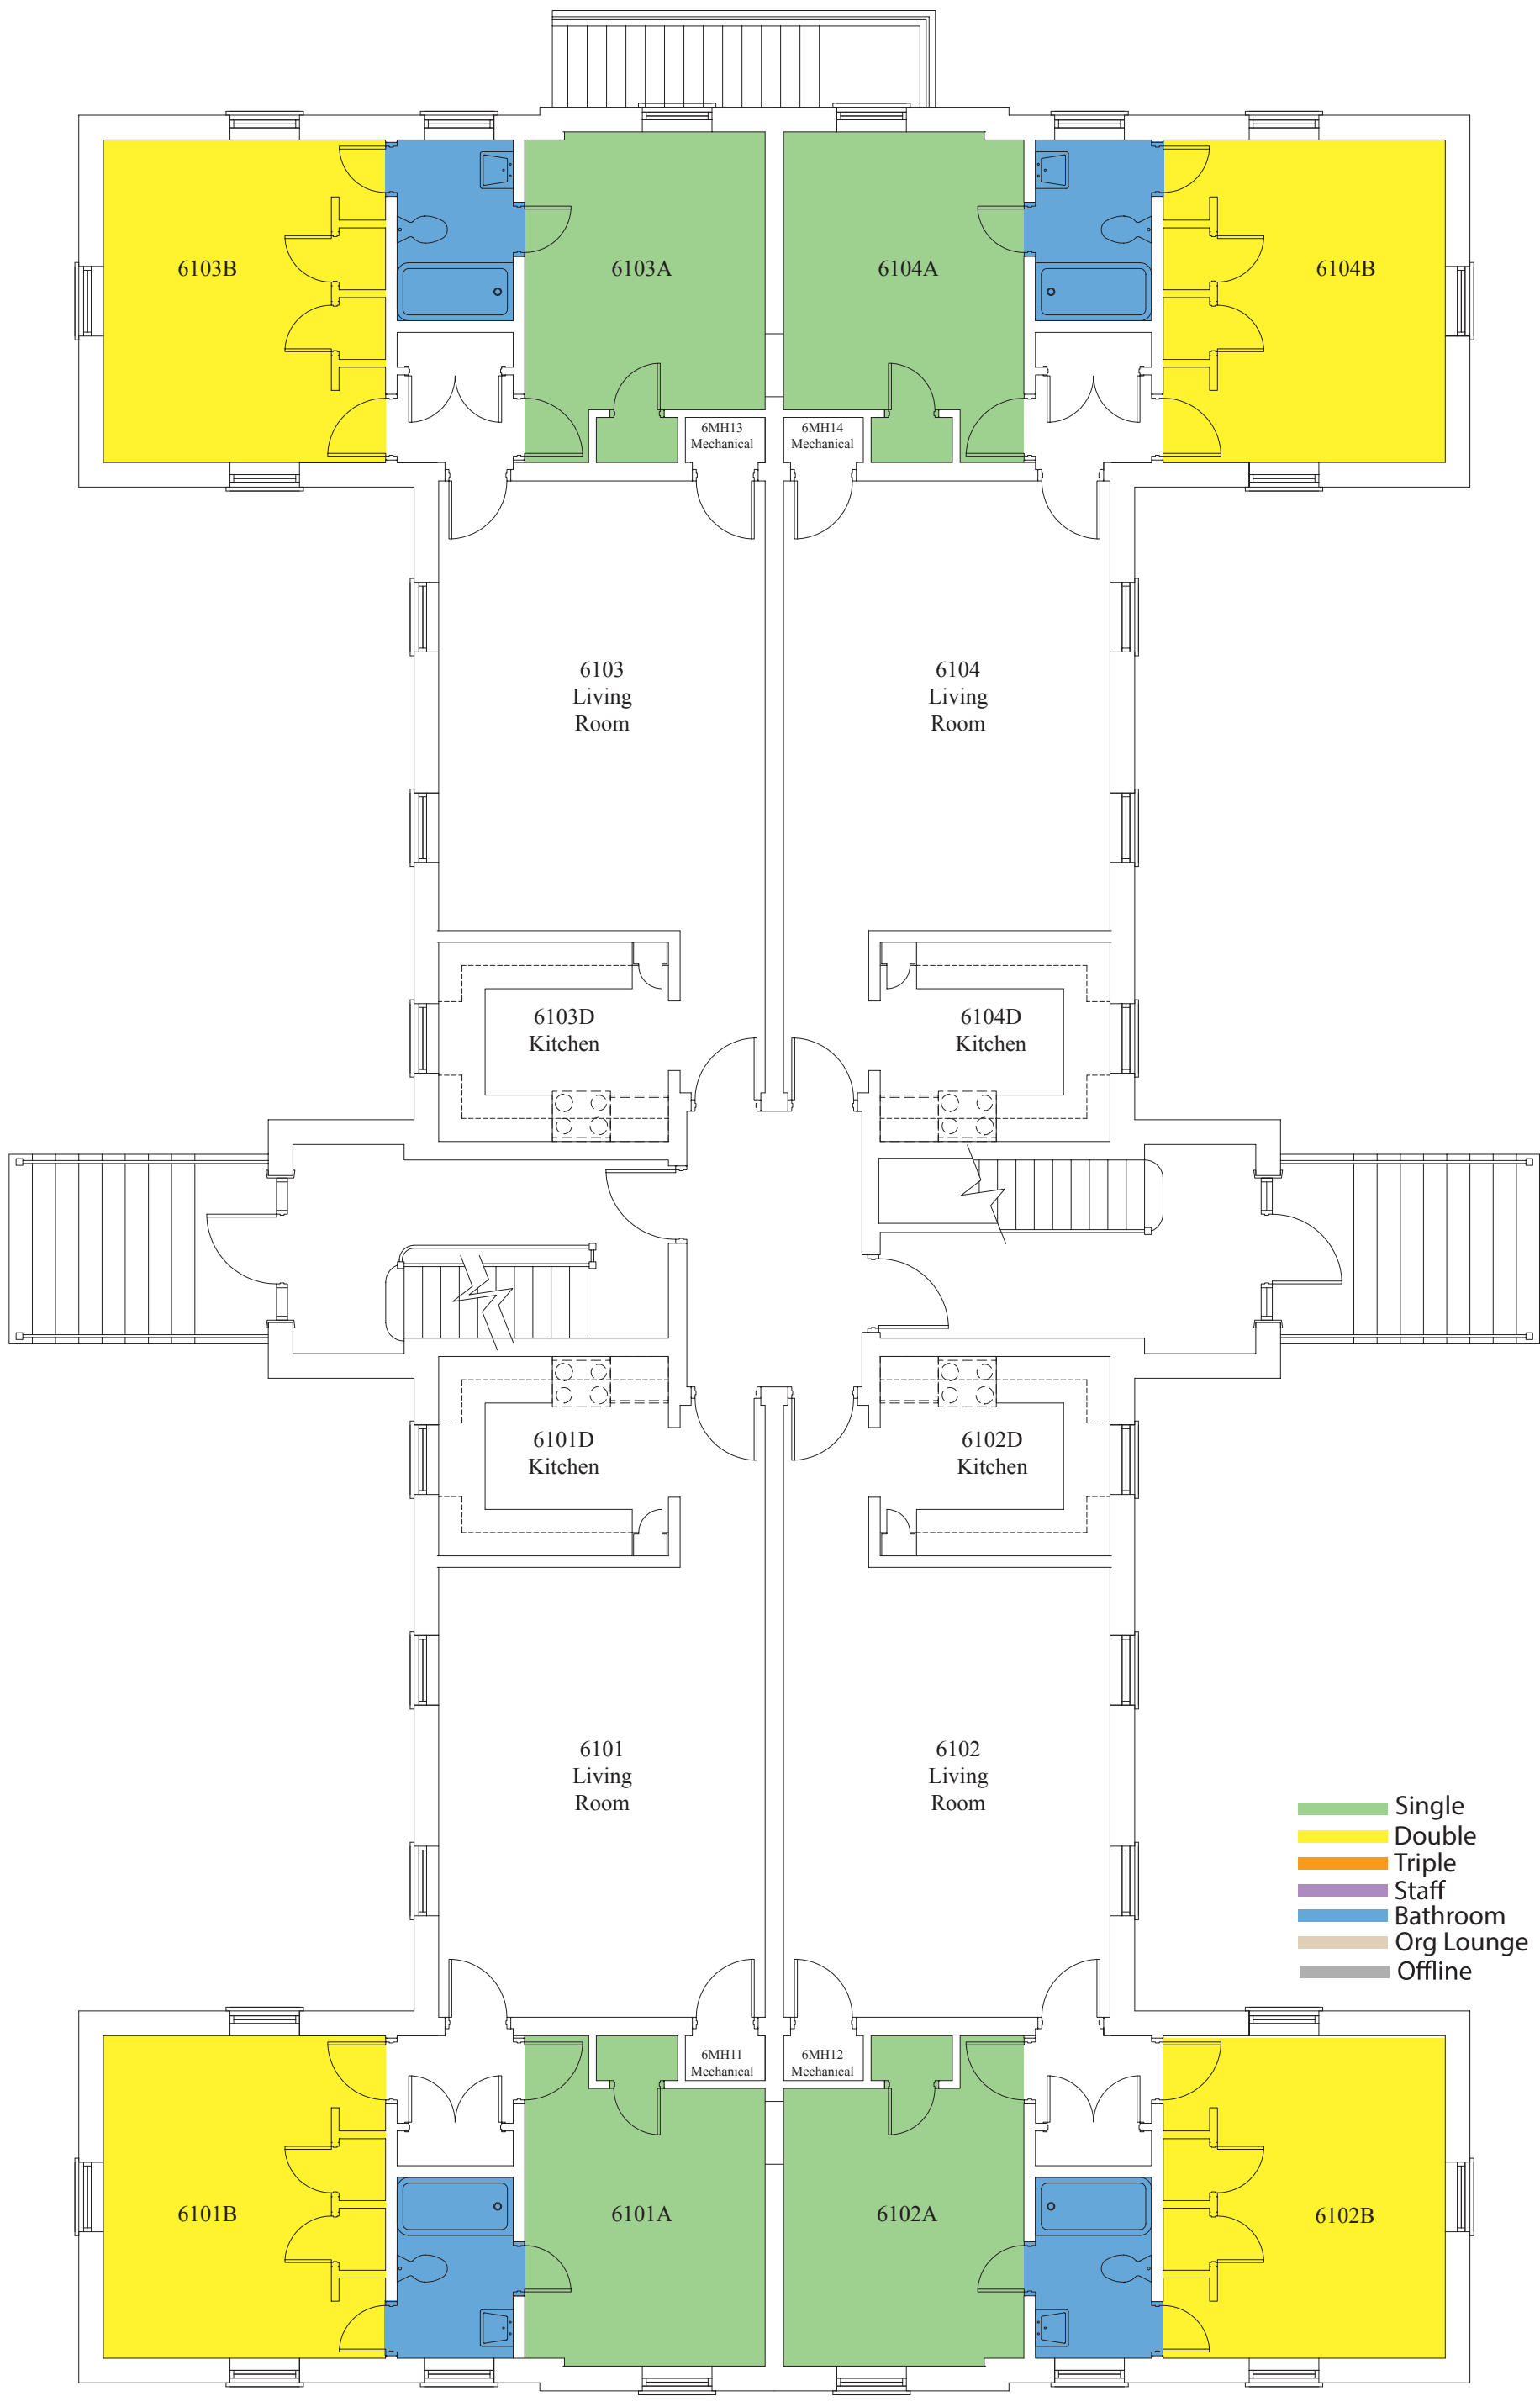 6103B
6103A
6104A
6104B
6MH13
Mechanical
6MH14
Mechanical
6103
Living
Room
6104
Living
Room
6103D
Kitchen
6104D
Kitchen
6101D
Kitchen
6102D
Kitchen
6101
Living
Room
6102
Living
Room
Single
Double
Triple
Staff
Bathroom
Org Lounge
Offline
6MH11
Mechanical
6MH12
Mechanical
6101B
6101A
6102A
6102B